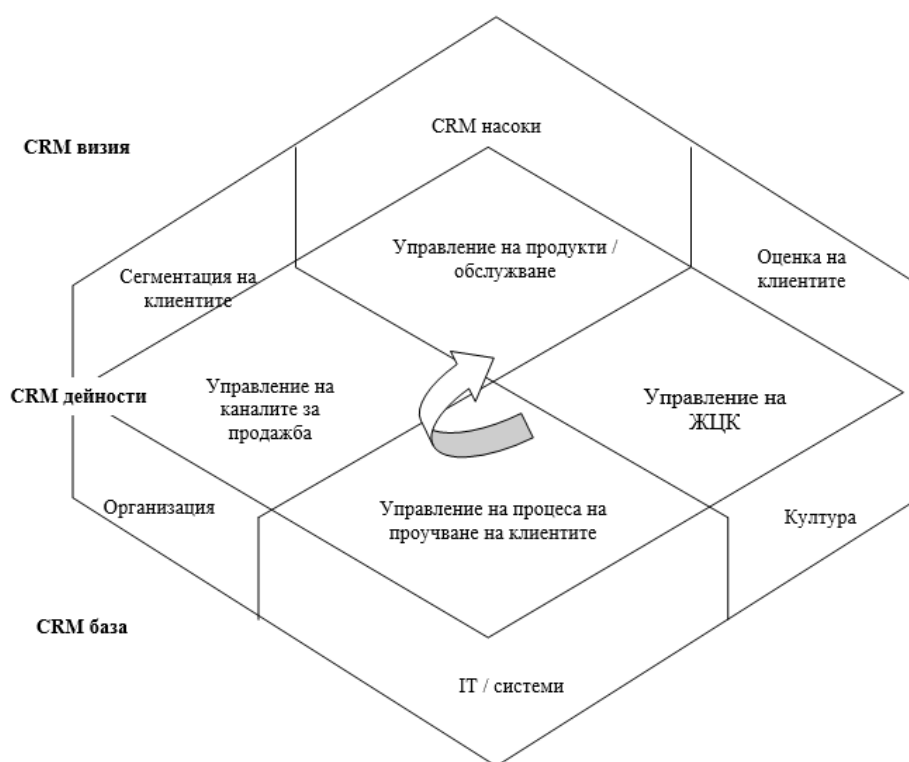 CRM насоки
CRM визия
Управление на продукти /
обслужване
Оценка на
клиентите
Сегментация на
клиентите
CRM дейности
Управление на
каналите за
продажба
Управление на
ЖЦК
Организация
Управление на процеса на
проучване на клиентите
Култура
CRM база
IT / системи